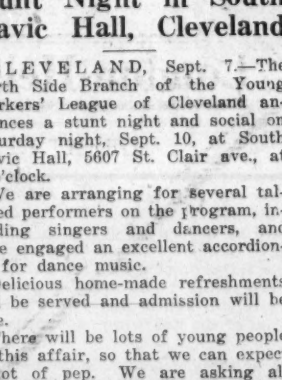 unt Night in South
avic Hall, Cleveland
LEVELAND, Sept. 7.—The
rth Side Branch of the Young
rkers' League of Cleveland an-
nces a stunt night and social on
turday night, Sept. 10, at South
vic Hall, 5607 St. Clair ave., at
'clock.
We are arranging for several tal-
ed performers on the program, in-
ding singers and dancers, and
e engaged an excellent accordion-
for dance music.
elicious home-made refreshments
be served and admission will be
e.
here will be lots of young people
this affair, so that we can expec
ot of pep. We are asking al